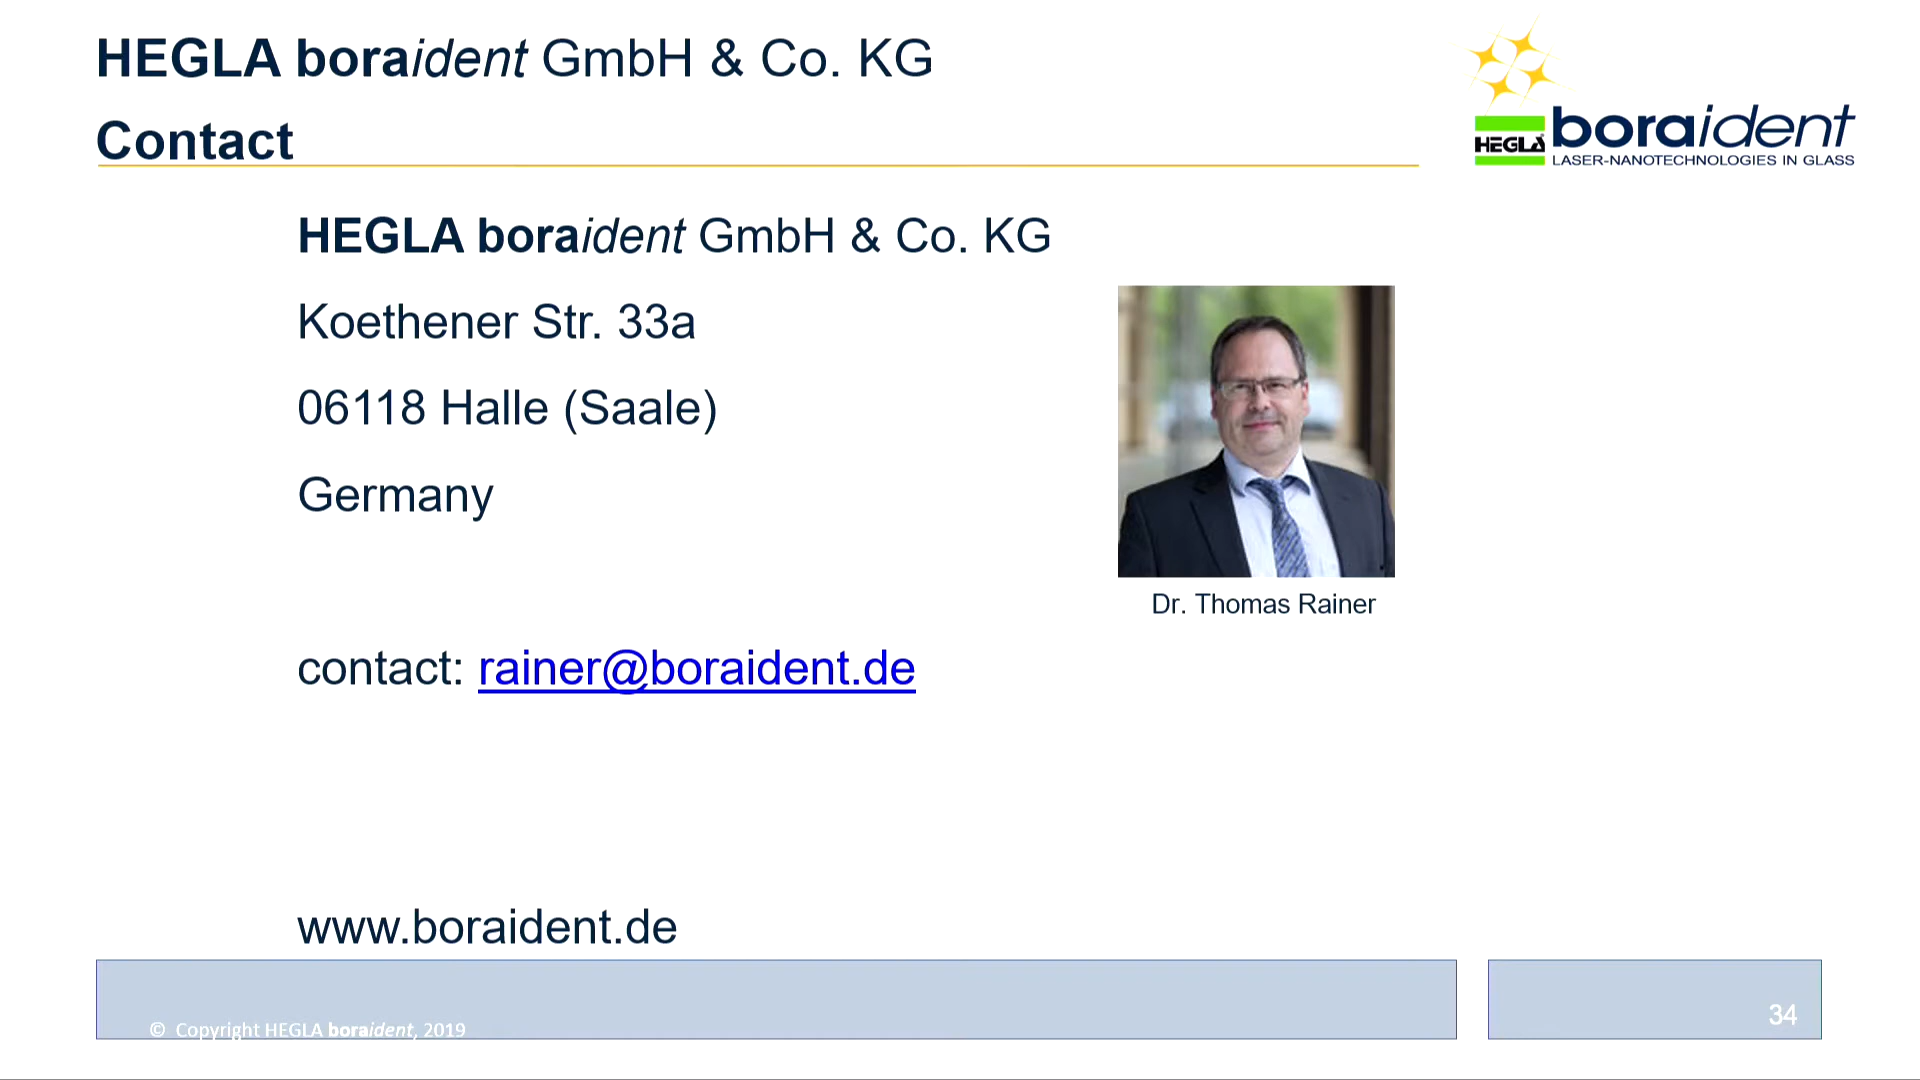 HEGLA boraident GmbH & Co. KG
Contact
HEGLA boraident
LASER-NANOTECHNOLOGIES IN GLASS
HEGLA boraident GmbH & Co. KG
Koethener Str. 33a
06118 Halle (Saale)
Germany
Dr. Thomas Rainer
contact: rainer@boraident.de
www.boraident.de
© Copyright HEGLA boraident, 2019
34